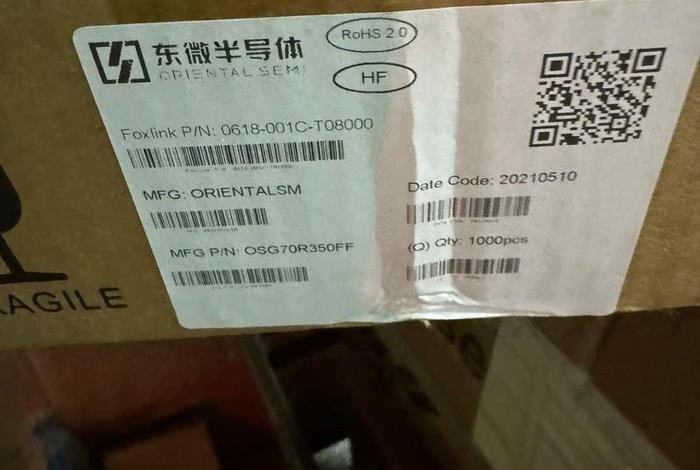 东微半导体
ORIENTAL SEMI
RoHS 2.0
HF
Foxlink P/N: 0618-001C-T08000
MFG: ORIENTALSM
Date Code: 20210510
MFG P/N: OSG70R350FF
(Q) Qty: 1000pcs
AGILE